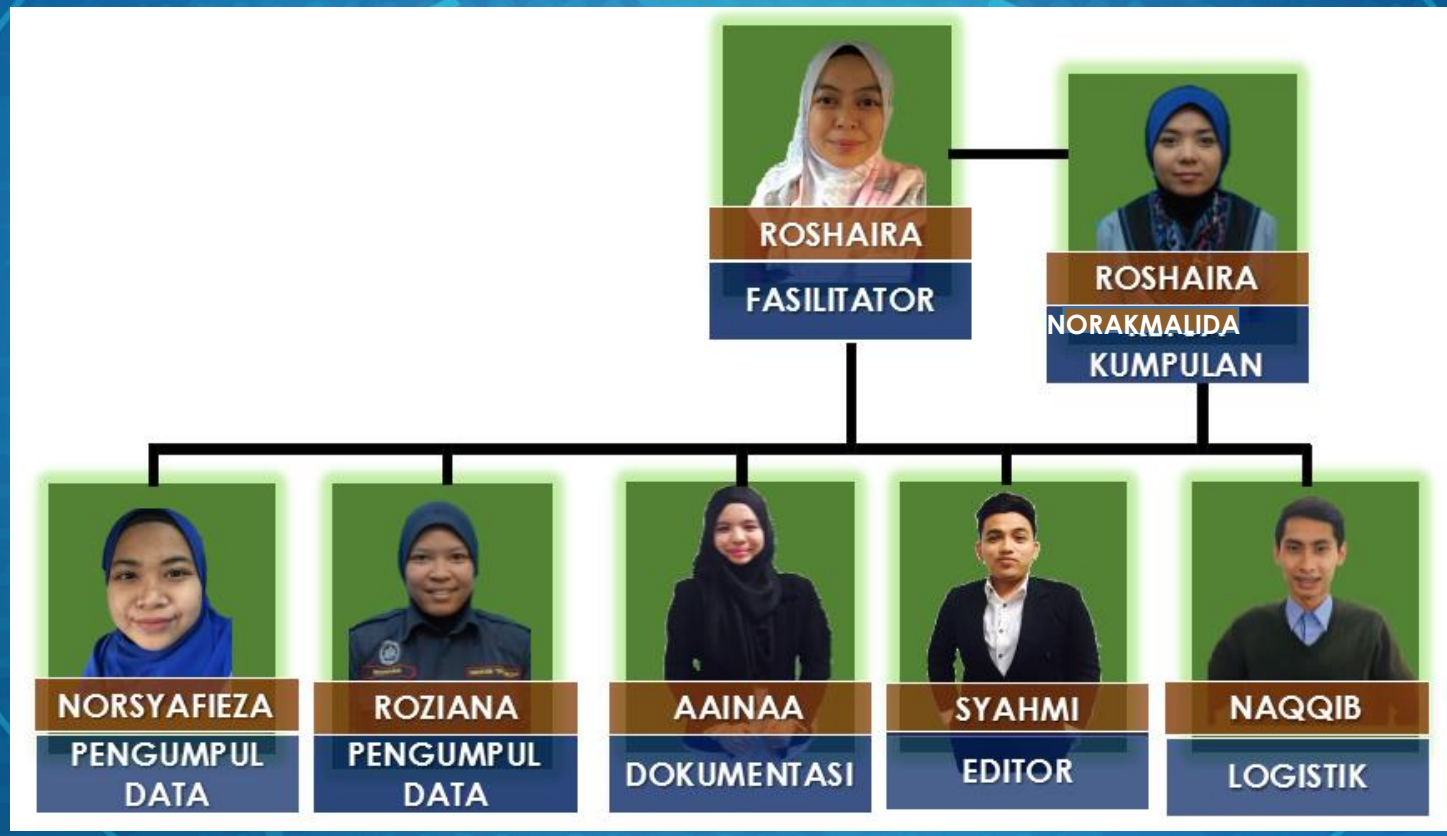 ROSHAIRA
FASILITATOR
ROSHAIRA
NORAKMALIDA
KUMPULAN
NORSYAFIEZA
PENGUMPUL
DATA
ROZIANA
PENGUMPUL
DATA
AAINAA
DOKUMENTASI
SYAHMI
EDITOR
NAQQIB
LOGISTIK